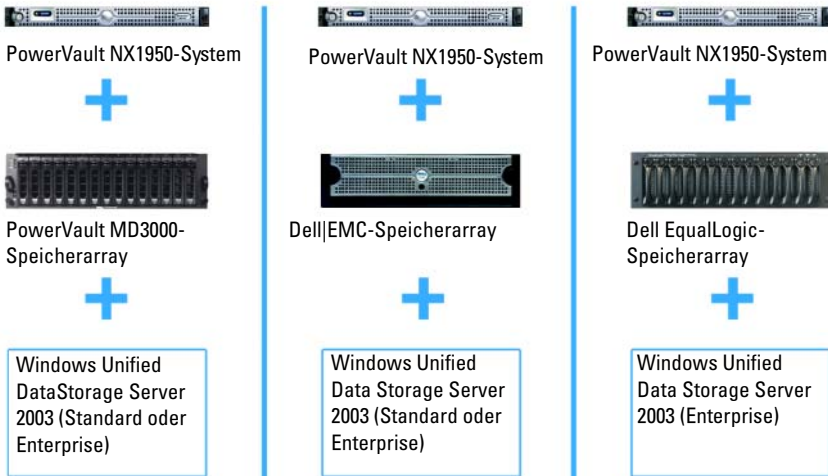 PowerVault NX1950-System
PowerVault MD3000-
Speicherarray
Windows Unified
DataStorage Server
2003 (Standard oder
Enterprise)
PowerVault NX1950-System
Dell|EMC-Speicherarray
Windows Unified
Data Storage Server
2003 (Standard oder
Enterprise)
PowerVault NX1950-System
Dell EqualLogic-
Speicherarray
Windows Unified
Data Storage Server
2003 (Enterprise)